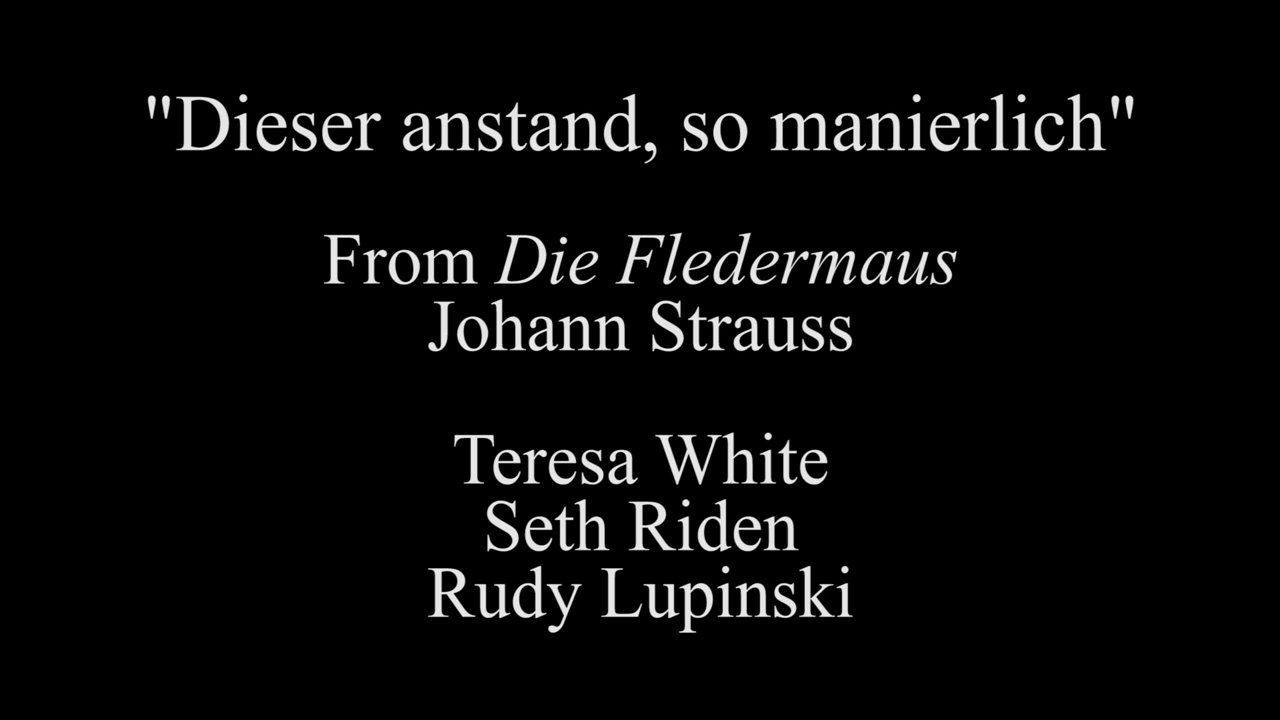 "Dieser anstand, so manierlich"
From Die Fledermaus
Johann Strauss
Teresa White
Seth Riden
Rudy Lupinski